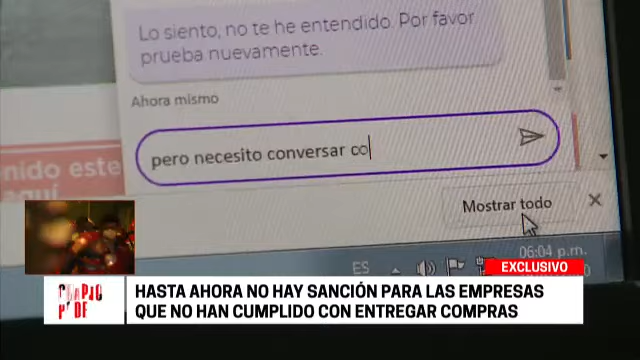 Lo siento, no te he entendido. Por favor
prueba nuevamente.
Ahora mismo
pero necesito conversar co
nido este
aquí
Mostrar todo
ES
06:04 p.m.
EXCLUSIVO
HASTA AHORA NO HAY SANCIÓN PARA LAS EMPRESAS
QUE NO HAN CUMPLIDO CON ENTREGAR COMPRAS